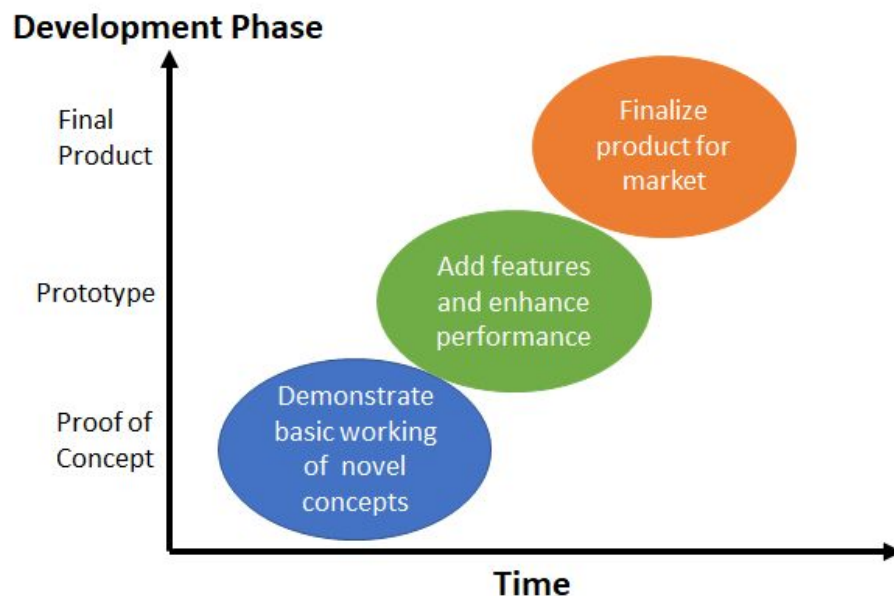 Development Phase
Final
Product
Finalize
product for
market
Prototype
Add features
and enhance
performance
Proof of
Concept
Demonstrate
basic working
of novel
concepts
Time